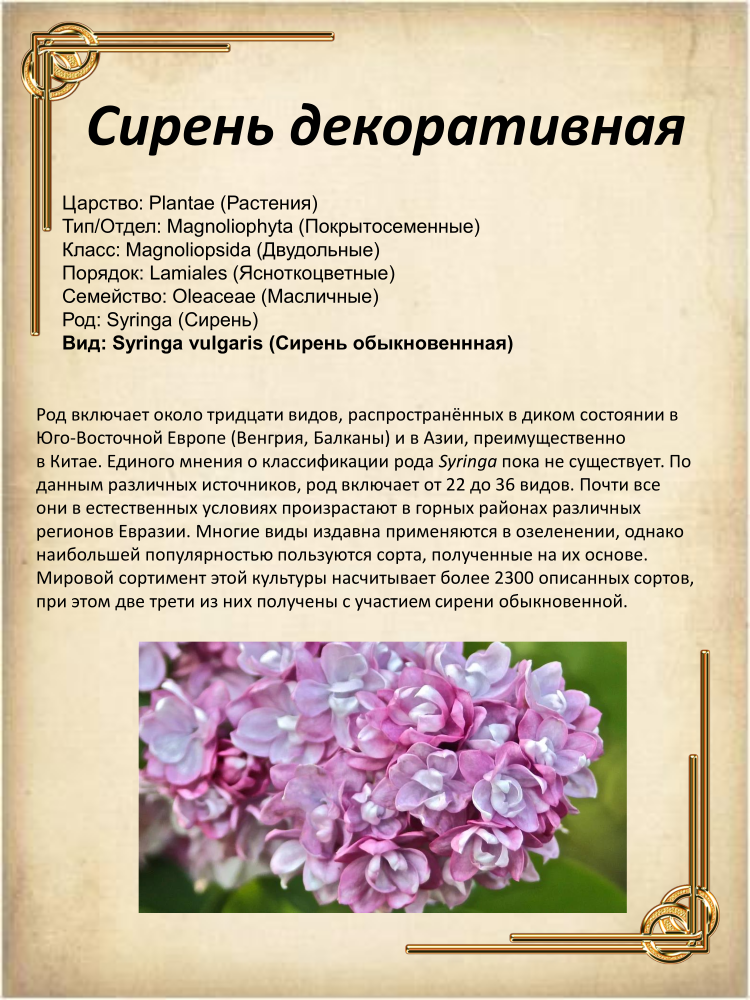 Сирень декоративная
Царство: Plantae (Растения)
Тип/Отдел: Magnoliophyta (Покрытосеменные)
Класс: Magnoliopsida (Двудольные)
Порядок: Lamiales (Ясноткоцветные)
Семейство: Oleaceae (Масличные)
Род: Syringa (Сирень)
Вид: Syringa vulgaris (Сирень обыкновеннная)
Род включает около тридцати видов, распространённых в диком состоянии в
Юго-Восточной Европе (Венгрия, Балканы) и в Азии, преимущественно
в Китае. Единого мнения о классификации рода Syringa пока не существует. По
данным различных источников, род включает от 22 до 36 видов. Почти все
они в естественных условиях произрастают в горных районах различных
регионов Евразии. Многие виды издавна применяются в озеленении, однако
наибольшей популярностью пользуются сорта, полученные на их основе.
Мировой сортимент этой культуры насчитывает более 2300 описанных сортов,
при этом две трети из них получены с участием сирени обыкновенной.